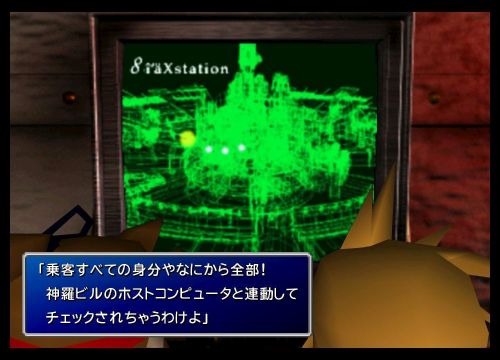 8-räXstation
「乗客すべての身分やなにから全部！
神羅ビルのホストコンピュータと連動して
チェックされちゃうわけよ」